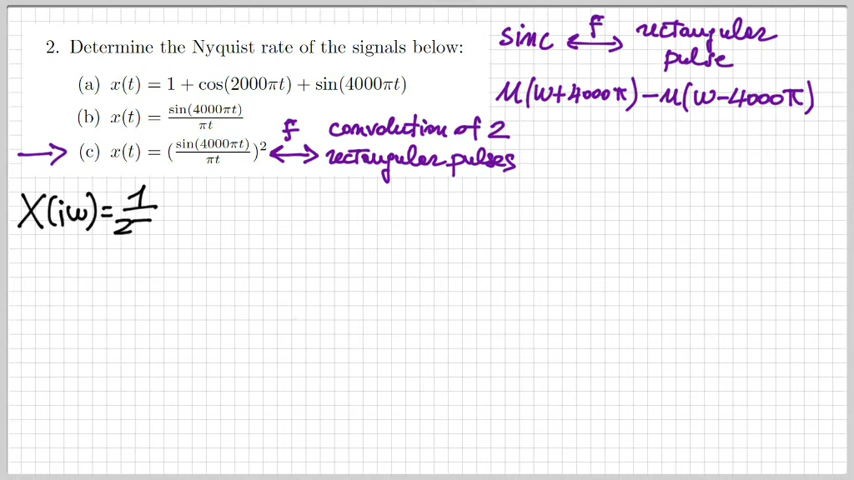 2. Determine the Nyquist rate of the signals below:
(a) x(t) = 1 + cos(2000πt) + sin(4000πt)
(b) x(t) = sin(4000πt)/πt
(c) x(t) = (sin(4000πt)/πt)²
sinc ⟷ rectangular
F
pulse
u(w+4000π) − u(w−4000π)
F convolution of 2
⟷ rectangular pulses
X(jω) = 1/2